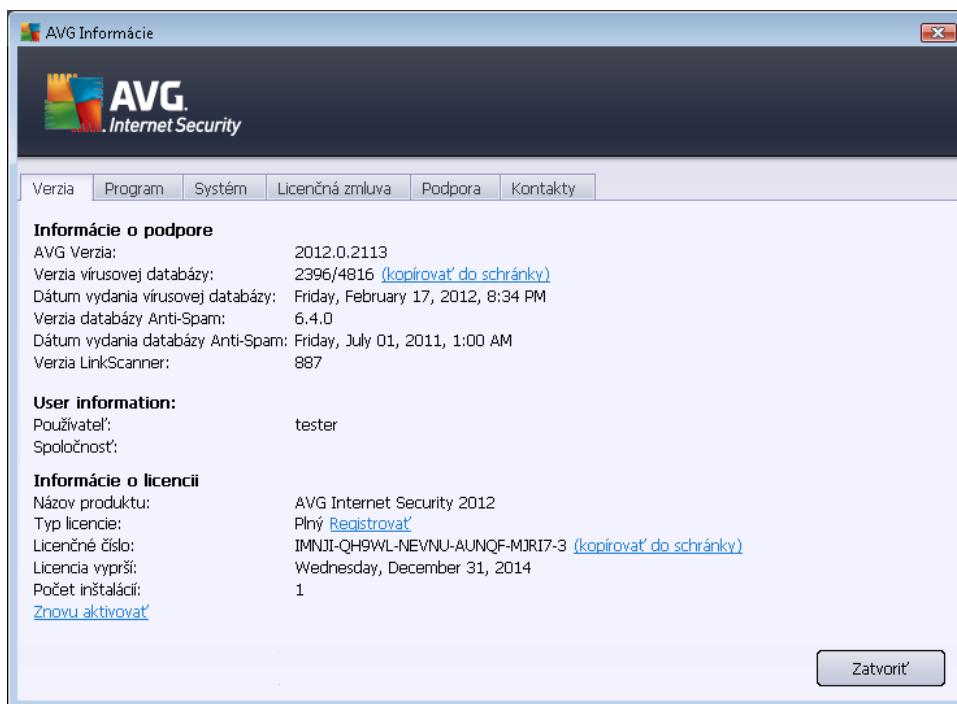 AVG Informácie
AVG.
Internet Security
Verzia Program Systém Licenčná zmluva Podpora Kontakty
Informácie o podpore
AVG Verzia: 2012.0.2113
Verzia vírusovej databázy: 2396/4816 (kopírovať do schránky)
Dátum vydania vírusovej databázy: Friday, February 17, 2012, 8:34 PM
Verzia databázy Anti-Spam: 6.4.0
Dátum vydania databázy Anti-Spam: Friday, July 01, 2011, 1:00 AM
Verzia LinkScanner: 887
User information:
Používateľ: tester
Spoločnosť:
Informácie o licencii
Názov produktu: AVG Internet Security 2012
Typ licencie: Plný Registrovať
Licenčné číslo: IMNJI-QH9WL-NEVNU-AUNQF-MJRI7-3 (kopírovať do schránky)
Licencia vyprší: Wednesday, December 31, 2014
Počet inštalácií: 1
Znovu aktivovať
Zatvoriť